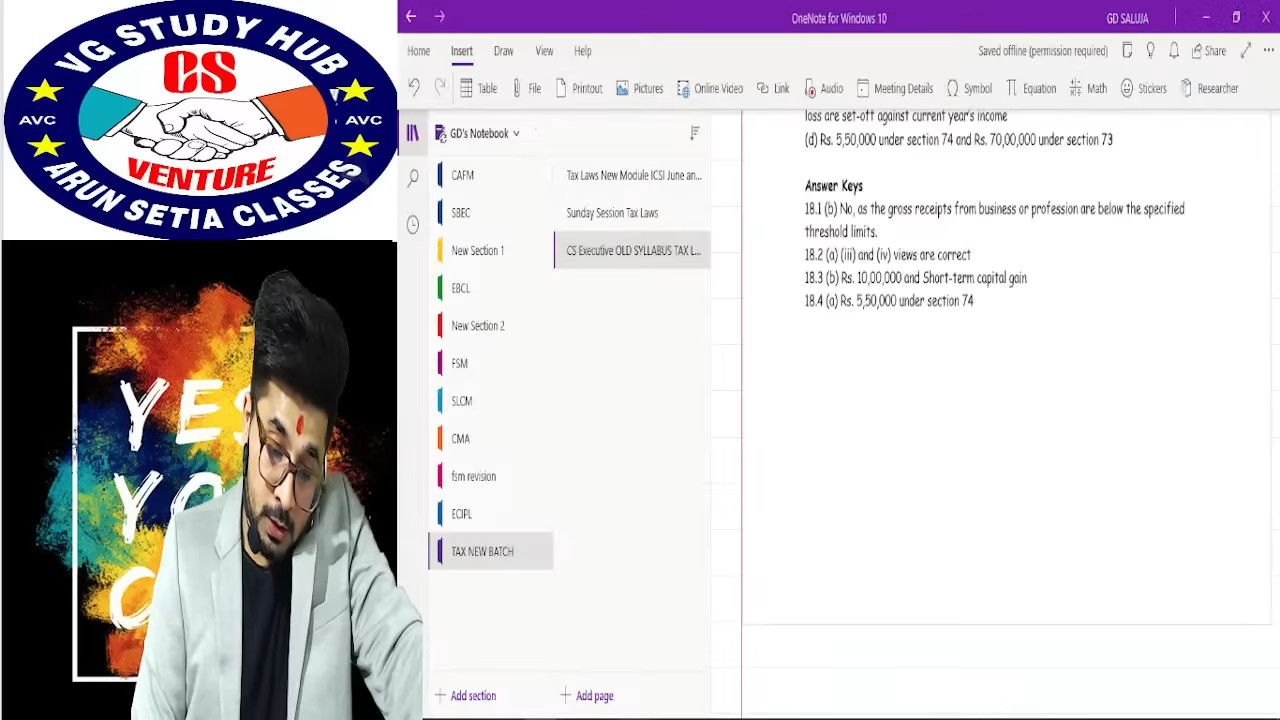 VG STUDY HUB
CS
AVC
AVC
VENTURE
ARUN SETIA CLASSES
YES
YO
OneNote for Windows 10
GD SALUJA
Home
Insert
Draw
View
Help
Saved offline (permission required)
Share
Table
File
Printout
Pictures
Online Video
Link
Audio
Meeting Details
Symbol
Equation
Math
Stickers
Researcher
GD's Notebook
CAFM
SBEC
New Section 1
EBCL
New Section 2
FSM
SLCM
CMA
fsm revision
ECIPL
TAX NEW BATCH
Add section
Tax Laws New Module ICSI June an...
Sunday Session Tax Laws
CS Executive OLD SYLLABUS TAX L...
Add page
loss are set-off against current year's income
(d) Rs. 5,50,000 under section 74 and Rs. 70,00,000 under section 73
Answer Keys
18.1 (b) No, as the gross receipts from business or profession are below the specified
threshold limits.
18.2 (a) (iii) and (iv) views are correct
18.3 (b) Rs. 10,00,000 and Short-term capital gain
18.4 (a) Rs. 5,50,000 under section 74